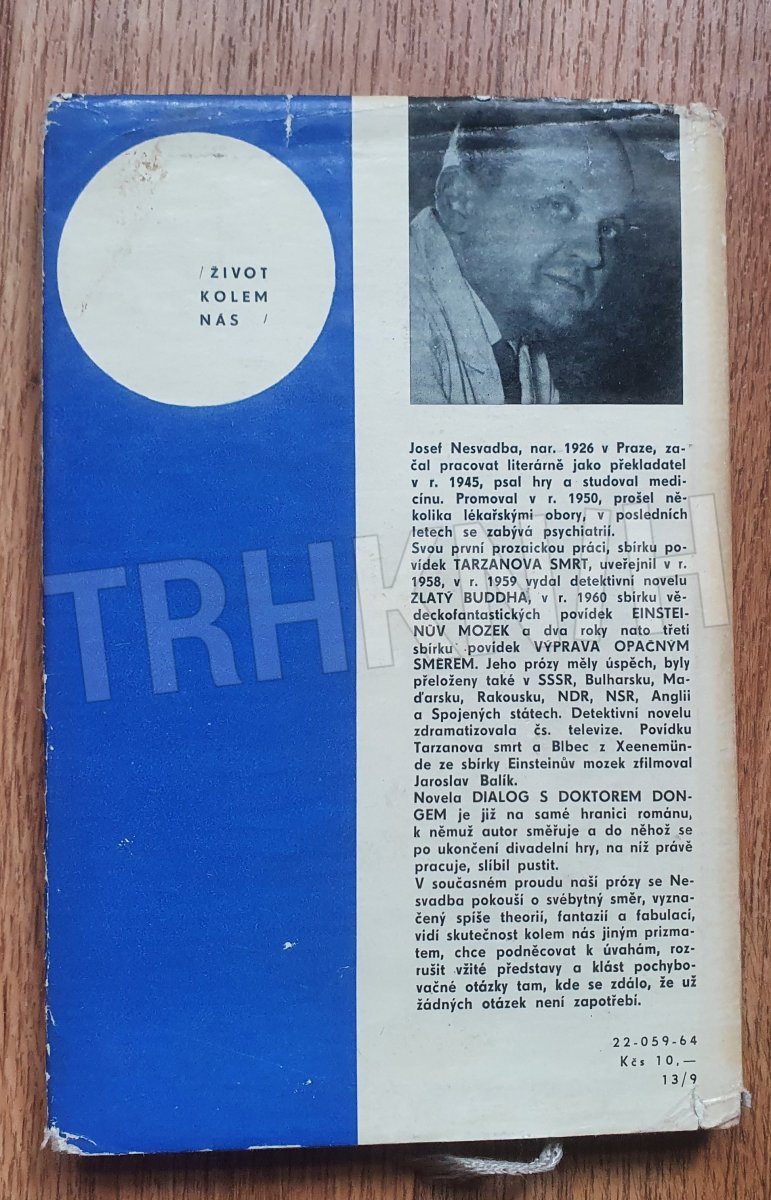 / ŽIVOT
KOLEM
NÁS /
Josef Nesvadba, nar. 1926 v Praze, za-
čal pracovat literárně jako překladatel
v r. 1945, psal hry a studoval medi-
cínu. Promoval v r. 1950, prošel ně-
kolika lékařskými obory, v posledních
letech se zabývá psychiatrií.
Svou první prozaickou práci, sbírku po-
vídek TARZANOVA SMRT, uveřejnil v r.
1958, v r. 1959 vydal detektivní novelu
ZLATÝ BUDDHA, v r. 1960 sbírku vě-
deckofantastických povídek EINSTEI-
NŮV MOZEK a dva roky nato třetí
sbírku povídek VÝPRAVA OPAČNÝM
SMĚREM. Jeho prózy měly úspěch, byly
přeloženy také v SSSR, Bulharsku, Ma-
ďarsku, Rakousku, NDR, NSR, Anglii
a Spojených státech. Detektivní novelu
zdramatizovala čs. televize. Povídku
Tarzanova smrt a Blbec z Xeenemün-
de ze sbírky Einsteinův mozek zfilmoval
Jaroslav Balík.
Novela DIALOG S DOKTOREM DON-
GEM je již na samé hranici románu,
k němuž autor směřuje a do něhož se
po ukončení divadelní hry, na níž právě
pracuje, slíbil pustit.
V současném proudu naší prózy se Ne-
svadba pokouší o svébytný směr, vyzna-
čený spíše theorií, fantazií a fabulací,
vidí skutečnost kolem nás jiným prizma-
tem, chce podněcovat k úvahám, roz-
rušit vžité představy a klást pochybo-
vačné otázky tam, kde se zdálo, že už
žádných otázek není zapotřebí.
22-059-64
Kčs 10,—
13/9
TRHKNIH